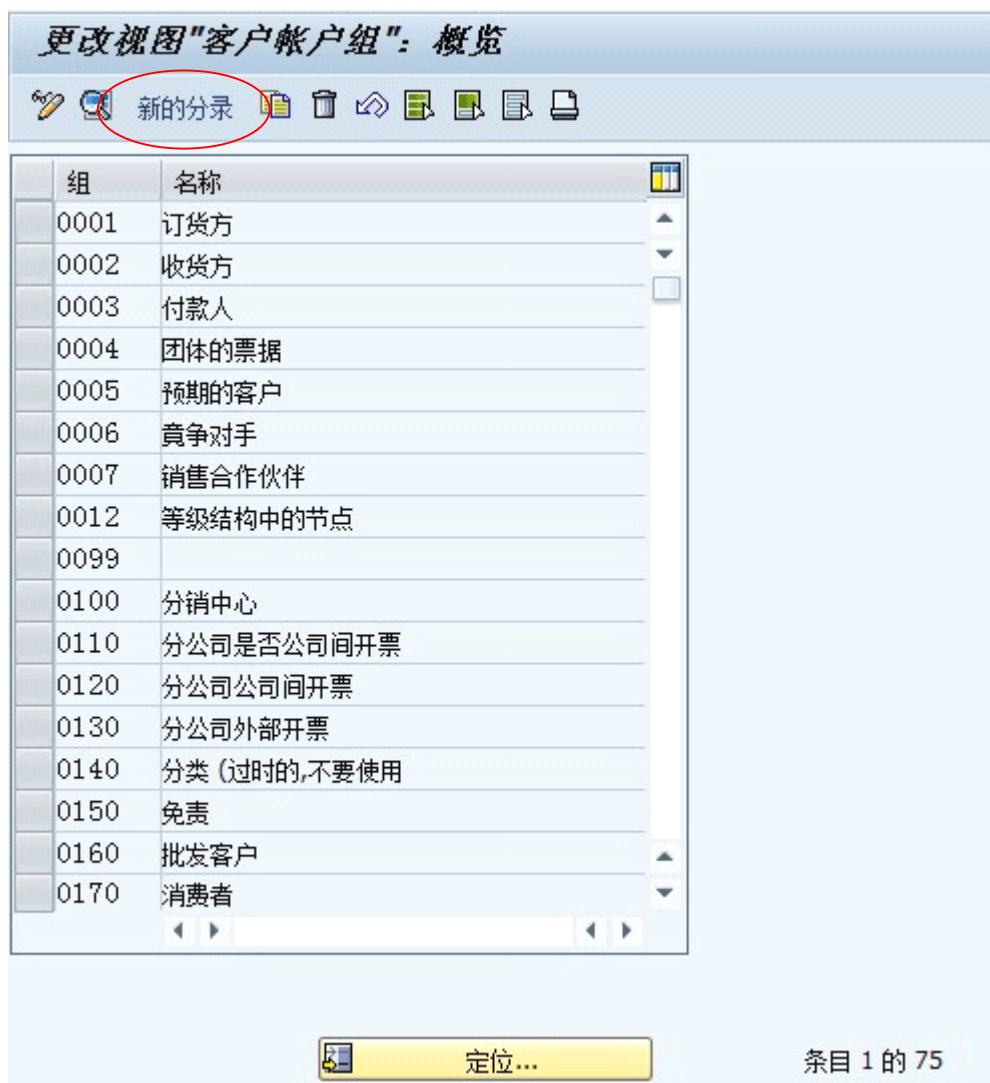 更改视图"客户帐户组": 概览
新的分录
组 名称
0001 订货方
0002 收货方
0003 付款人
0004 团体的票据
0005 预期的客户
0006 竟争对手
0007 销售合作伙伴
0012 等级结构中的节点
0099
0100 分销中心
0110 分公司是否公司间开票
0120 分公司公司间开票
0130 分公司外部开票
0140 分类 (过时的,不要使用
0150 免责
0160 批发客户
0170 消费者
定位... 条目 1 的 75